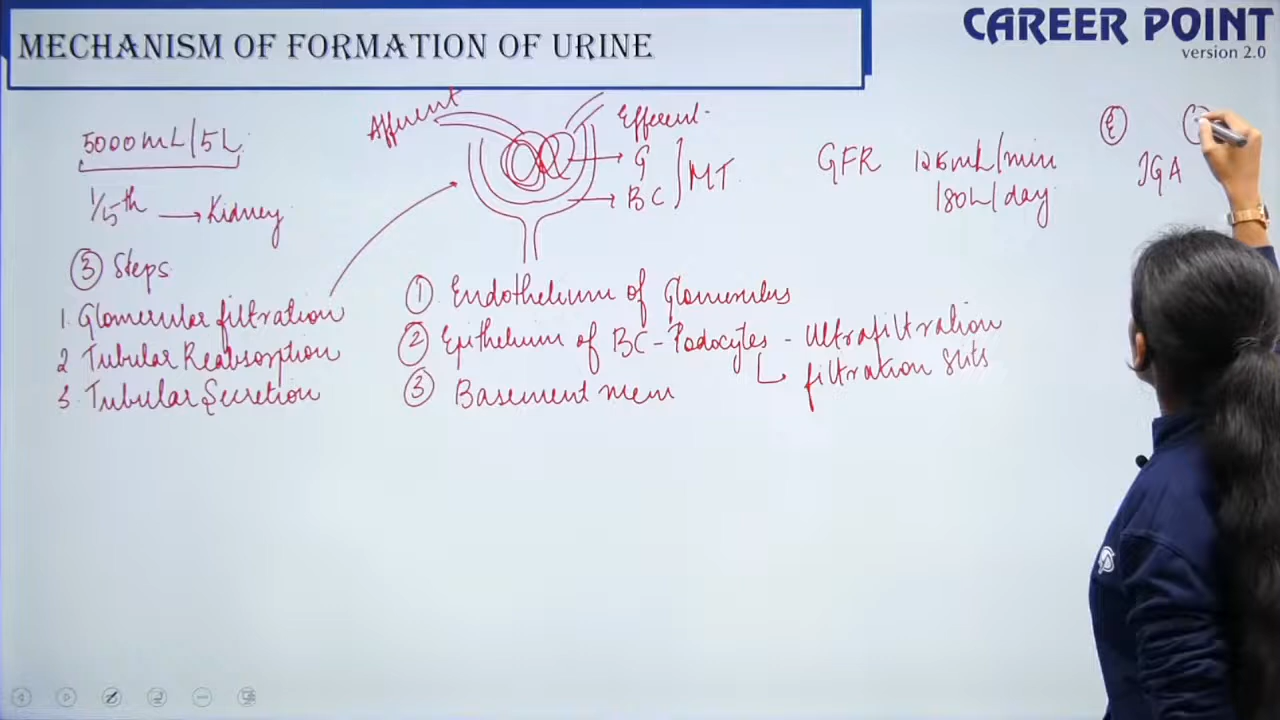 MECHANISM OF FORMATION OF URINE
CAREER POINT
version 2.0
5000mL/5L
1/5th → Kidney
③ Steps
1. Glomerular filtration
2 Tubular Reabsorption
3. Tubular Secretion
Afferent
Efferent
G
BC
MT
GFR 125mL/min
180L/day
E
JGA
① Endothelium of Glomerulus
② Epithelium of BC - Podocytes - Ultrafiltration
filtration slits
③ Basement mem